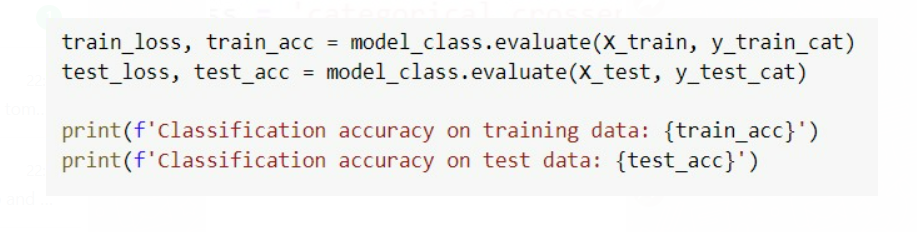 train_loss, train_acc = model_class.evaluate(X_train, y_train_cat)
test_loss, test_acc = model_class.evaluate(X_test, y_test_cat)
print(f'Classification accuracy on training data: {train_acc}')
print(f'Classification accuracy on test data: {test_acc}')